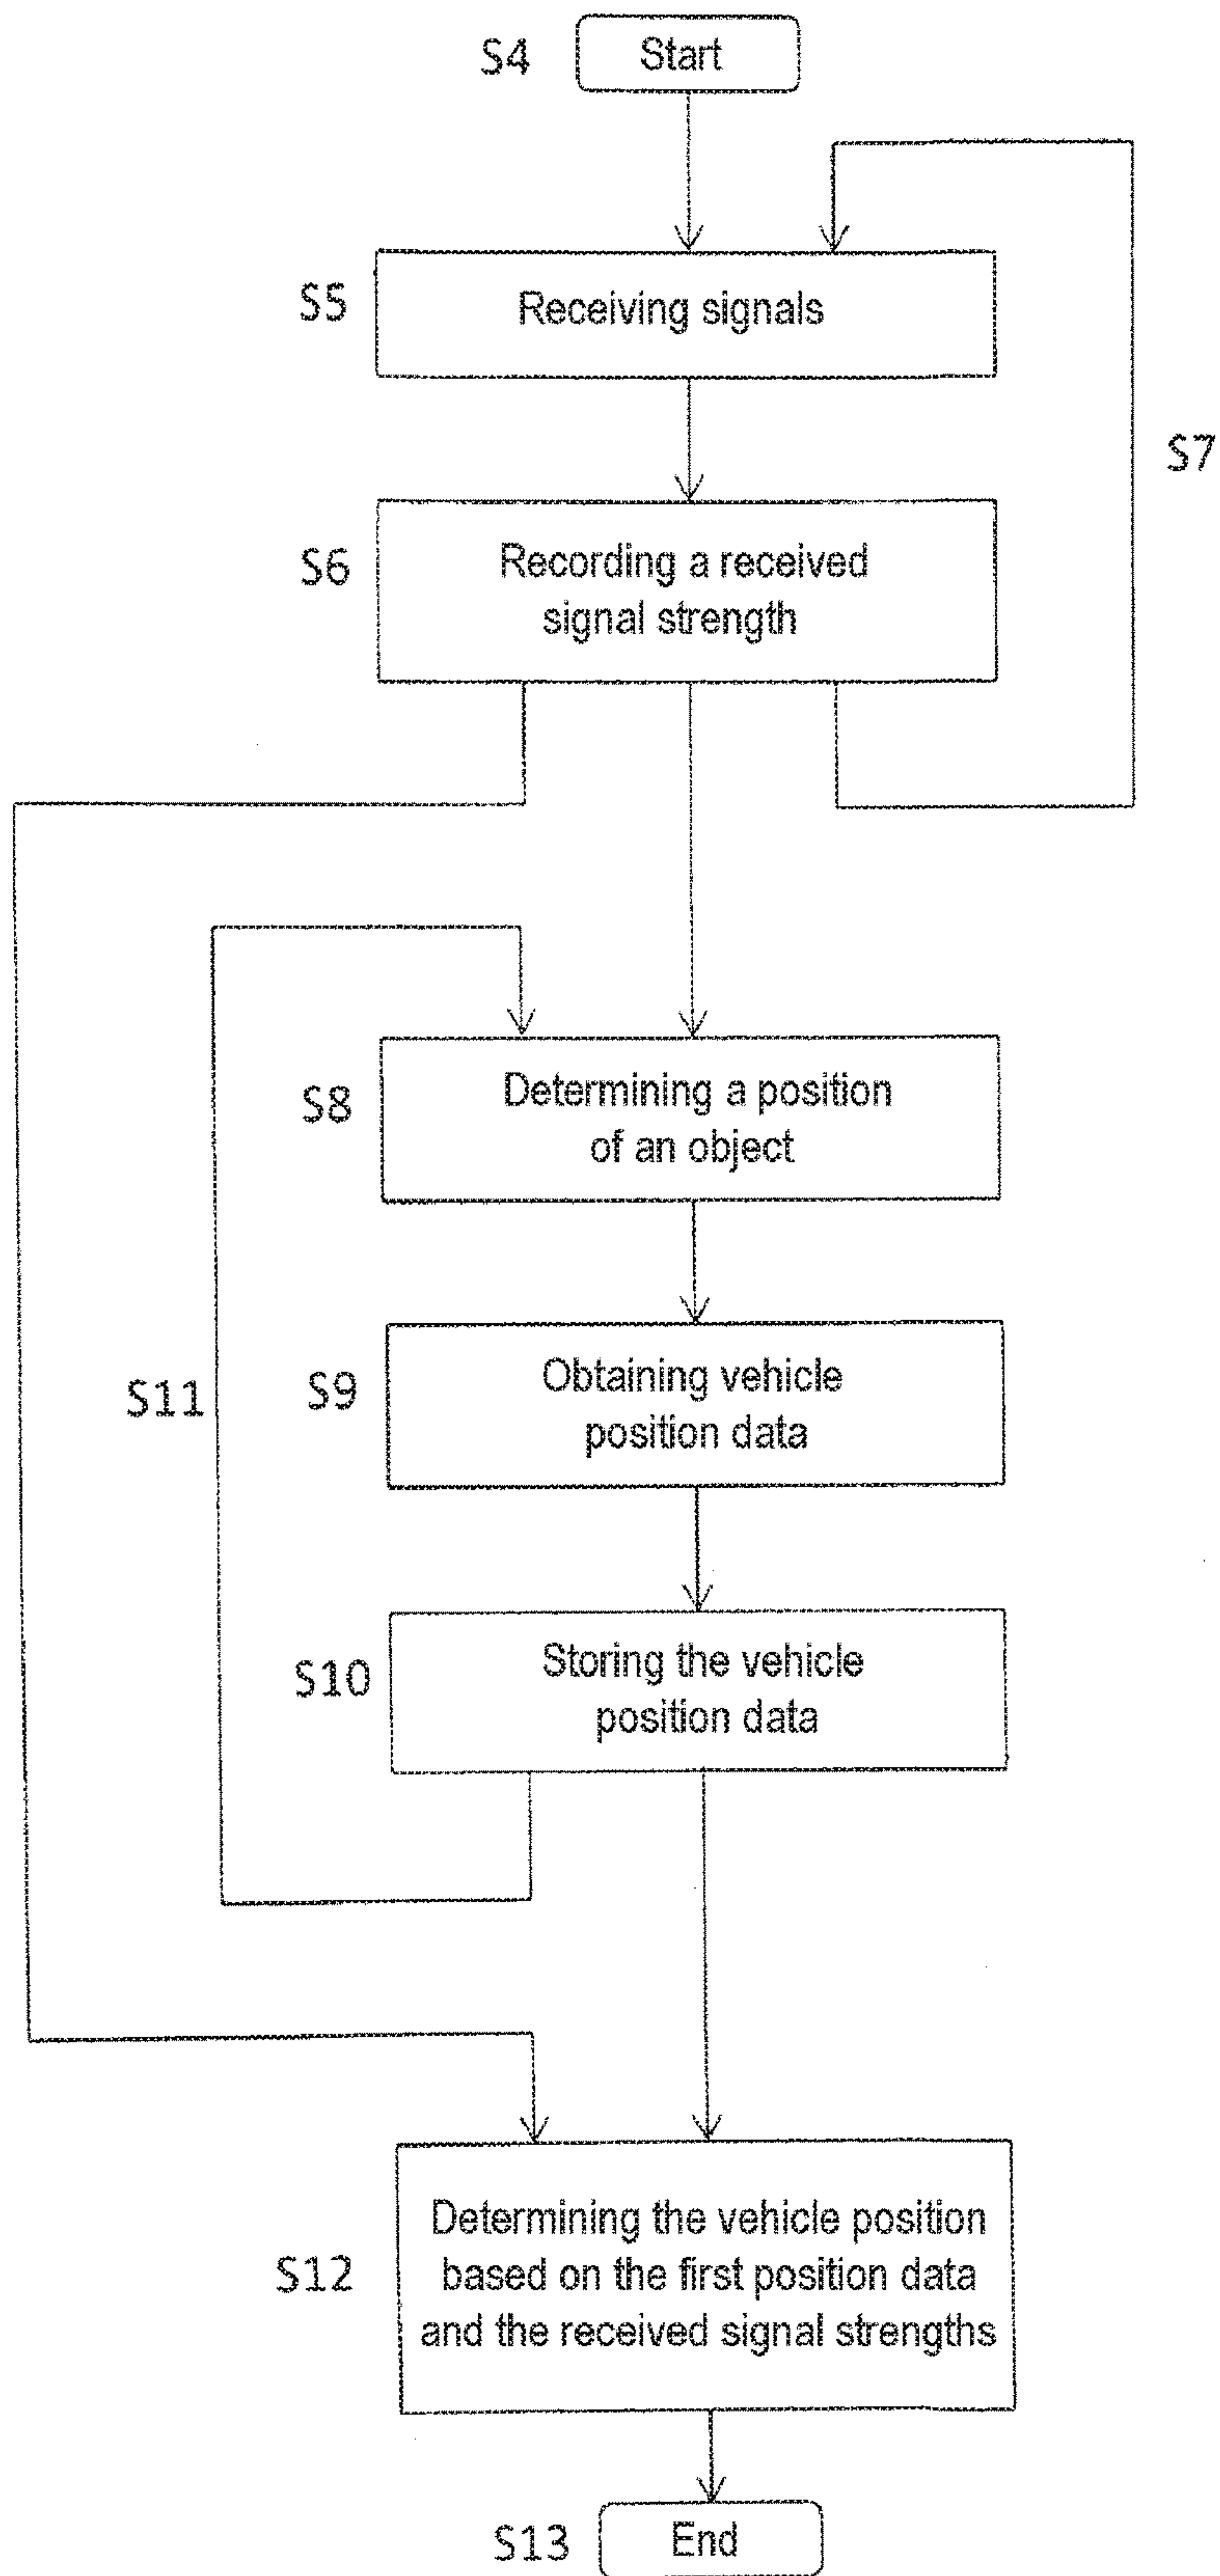 S4
Start
S5
Receiving signals
S7
S6
Recording a received
signal strength
S8
Determining a position
of an object
S11
S9
Obtaining vehicle
position data
S10
Storing the vehicle
position data
S12
Determining the vehicle position
based on the first position data
and the received signal strengths
S13
End